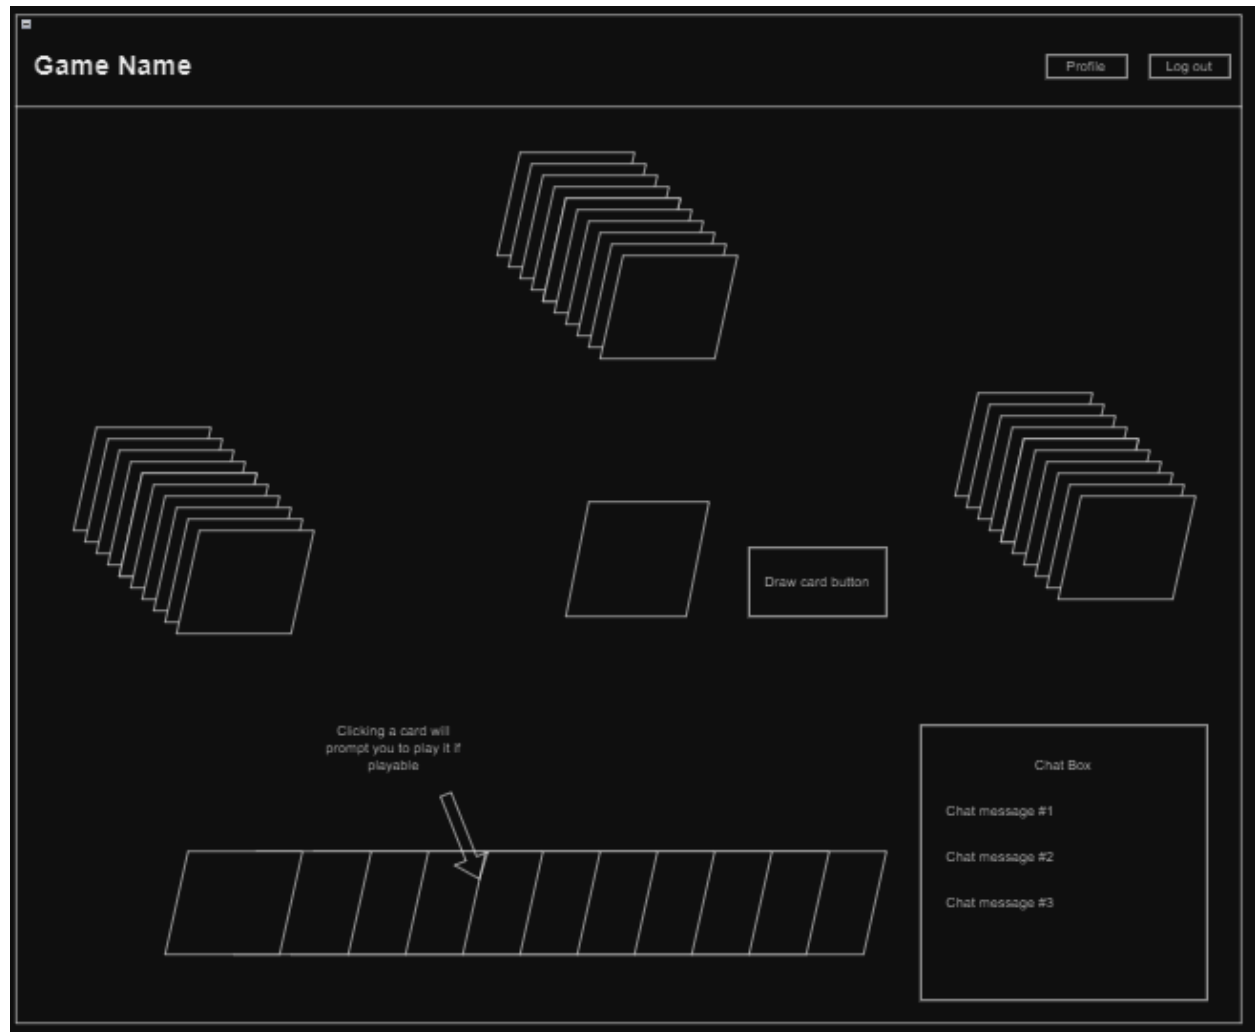 Game Name
Profile
Log out
Draw card button
Clicking a card will
prompt you to play it if
playable
Chat Box
Chat message #1
Chat message #2
Chat message #3